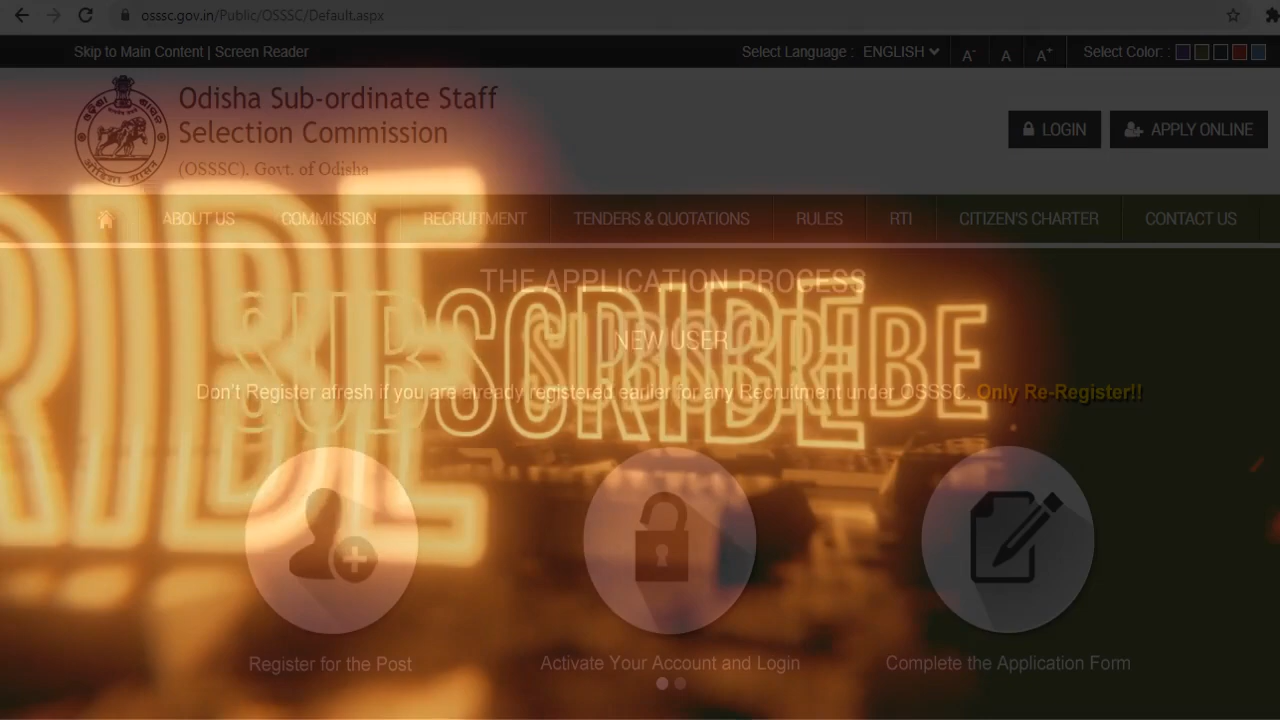 osssc.gov.in/Public/OSSSC/Default.aspx
Skip to Main Content | Screen Reader
Select Language : ENGLISH
A- A A+
Select Color: :
Odisha Sub-ordinate Staff
Selection Commission
(OSSSC), Govt. of Odisha
LOGIN
APPLY ONLINE
ABOUT US COMMISSION RECRUITMENT TENDERS & QUOTATIONS RULES RTI CITIZEN'S CHARTER CONTACT US
RIBE
THE APPLICATION PROCESS
SUBSCRIBE
SUBSCRIBE
NEW USER
Don't Register afresh if you are already registered earlier for any Recruitment under OSSSC. Only Re-Register!!
Register for the Post
Activate Your Account and Login
Complete the Application Form